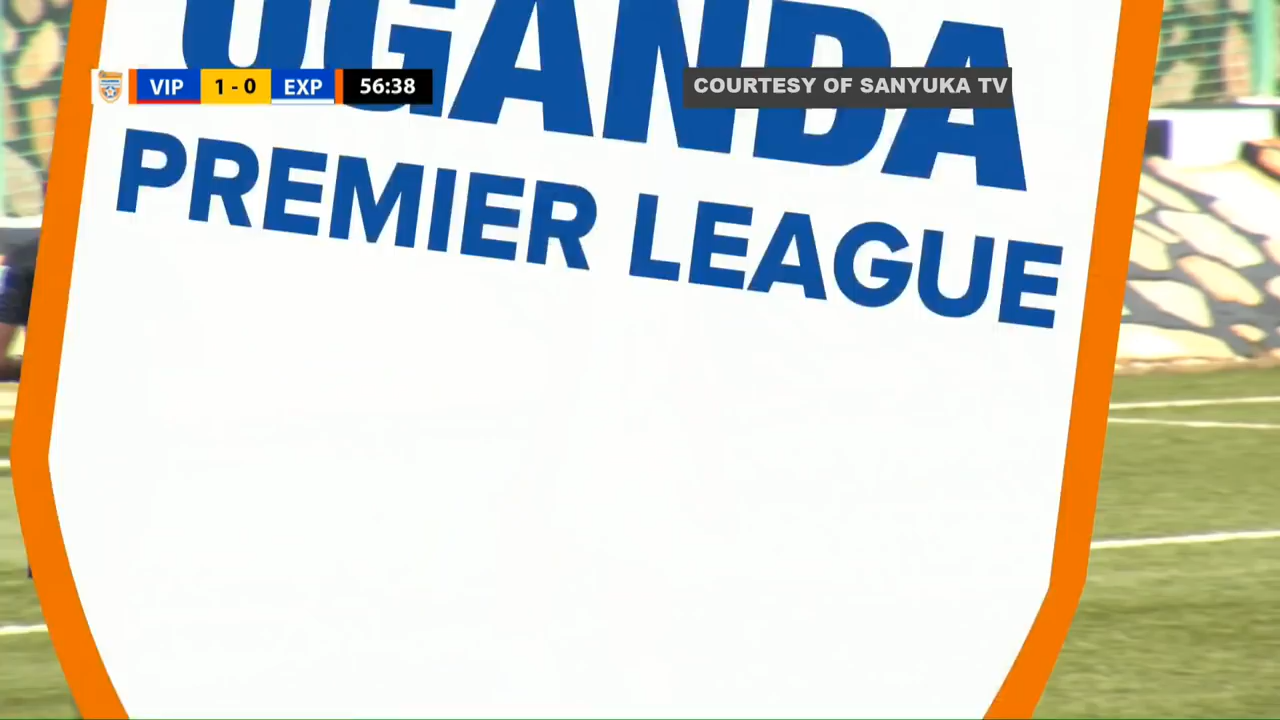 UGANDA
VIP 1 - 0 EXP 56:38
COURTESY OF SANYUKA TV
PREMIER LEAGUE